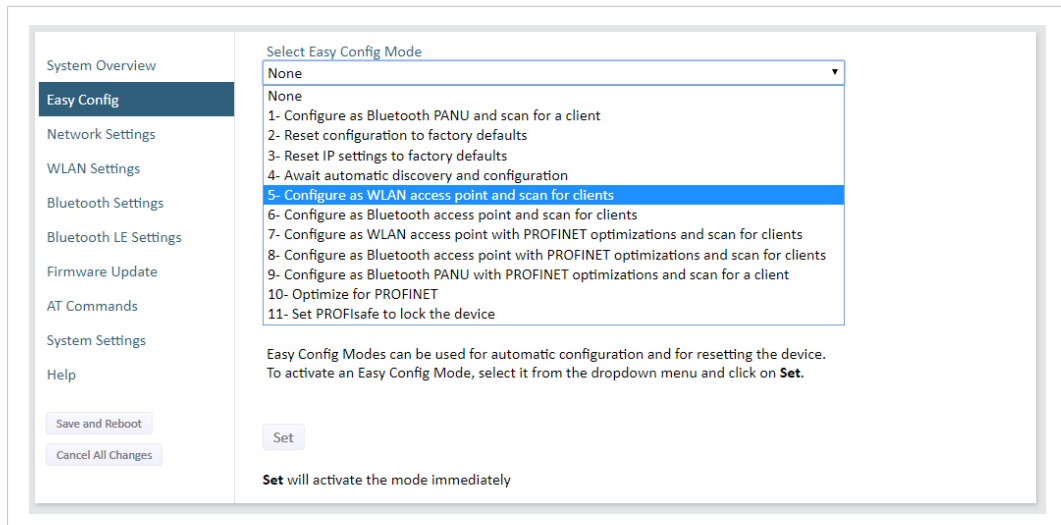 System Overview
Easy Config
Network Settings
WLAN Settings
Bluetooth Settings
Bluetooth LE Settings
Firmware Update
AT Commands
System Settings
Help
Save and Reboot
Cancel All Changes
Select Easy Config Mode
None
None
1- Configure as Bluetooth PANU and scan for a client
2- Reset configuration to factory defaults
3- Reset IP settings to factory defaults
4- Await automatic discovery and configuration
5- Configure as WLAN access point and scan for clients
6- Configure as Bluetooth access point and scan for clients
7- Configure as WLAN access point with PROFINET optimizations and scan for clients
8- Configure as Bluetooth access point with PROFINET optimizations and scan for clients
9- Configure as Bluetooth PANU with PROFINET optimizations and scan for a client
10- Optimize for PROFINET
11- Set PROFIsafe to lock the device
Easy Config Modes can be used for automatic configuration and for resetting the device.
To activate an Easy Config Mode, select it from the dropdown menu and click on Set.
Set
Set will activate the mode immediately